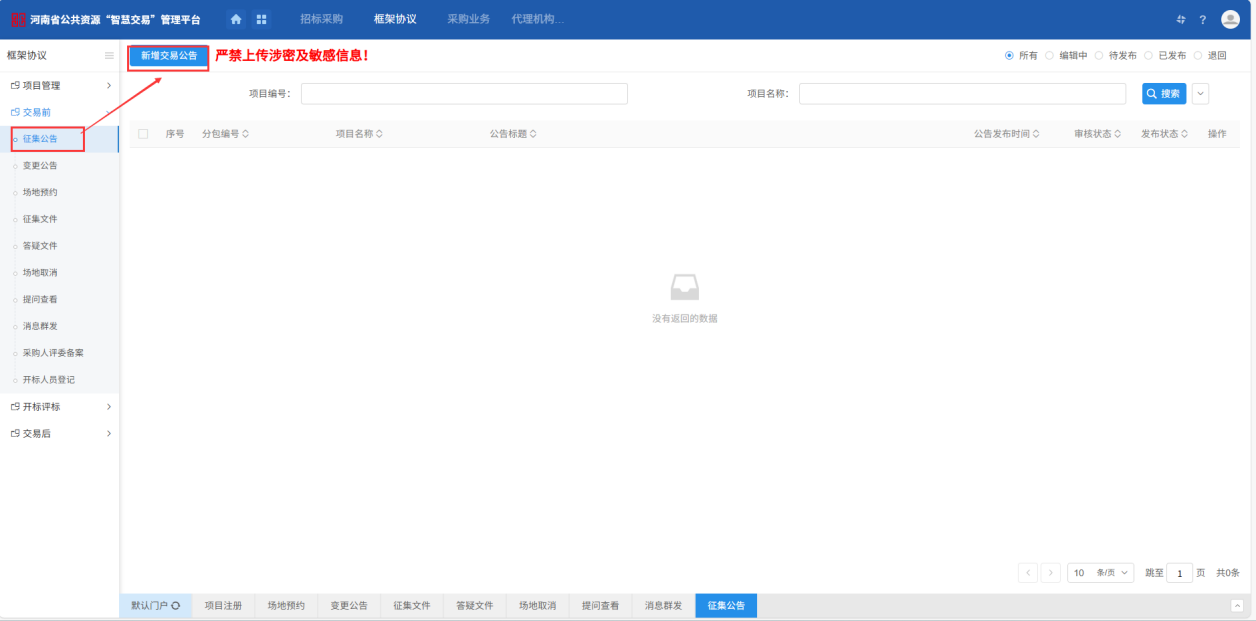 河南省公共资源“智慧交易”管理平台 招标采购 框架协议 采购业务 代理机构...
框架协议
项目管理
交易前
征集公告
变更公告
场地预约
征集文件
答疑文件
场地取消
提问查看
消息群发
采购人评委备案
开标人员登记
开标评标
交易后
新增交易公告 严禁上传涉密及敏感信息! 所有 编辑中 待发布 已发布 退回
项目编号: 项目名称: 搜索
序号 分包编号 项目名称 公告标题 公告发布时间 审核状态 发布状态 操作
没有返回的数据
10 条/页 跳至 1 页 共0条
默认门户 项目注册 场地预约 变更公告 征集文件 答疑文件 场地取消 提问查看 消息群发 征集公告